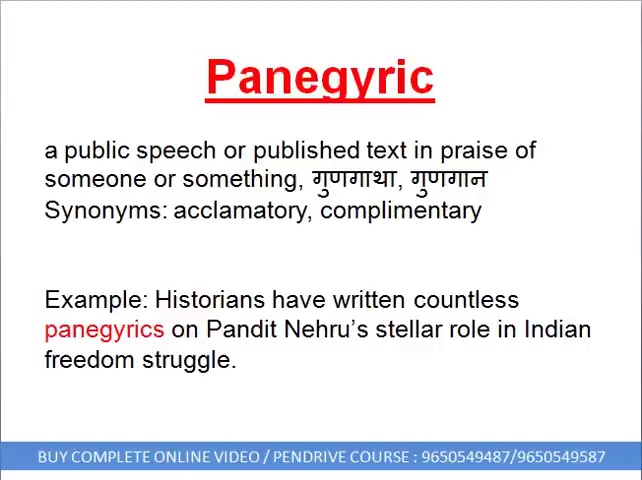 Panegyric
a public speech or published text in praise of
someone or something, गुणगाथा, गुणगान
Synonyms: acclamatory, complimentary
Example: Historians have written countless
panegyrics on Pandit Nehru’s stellar role in Indian
freedom struggle.
BUY COMPLETE ONLINE VIDEO / PENDRIVE COURSE : 9650549487/9650549587